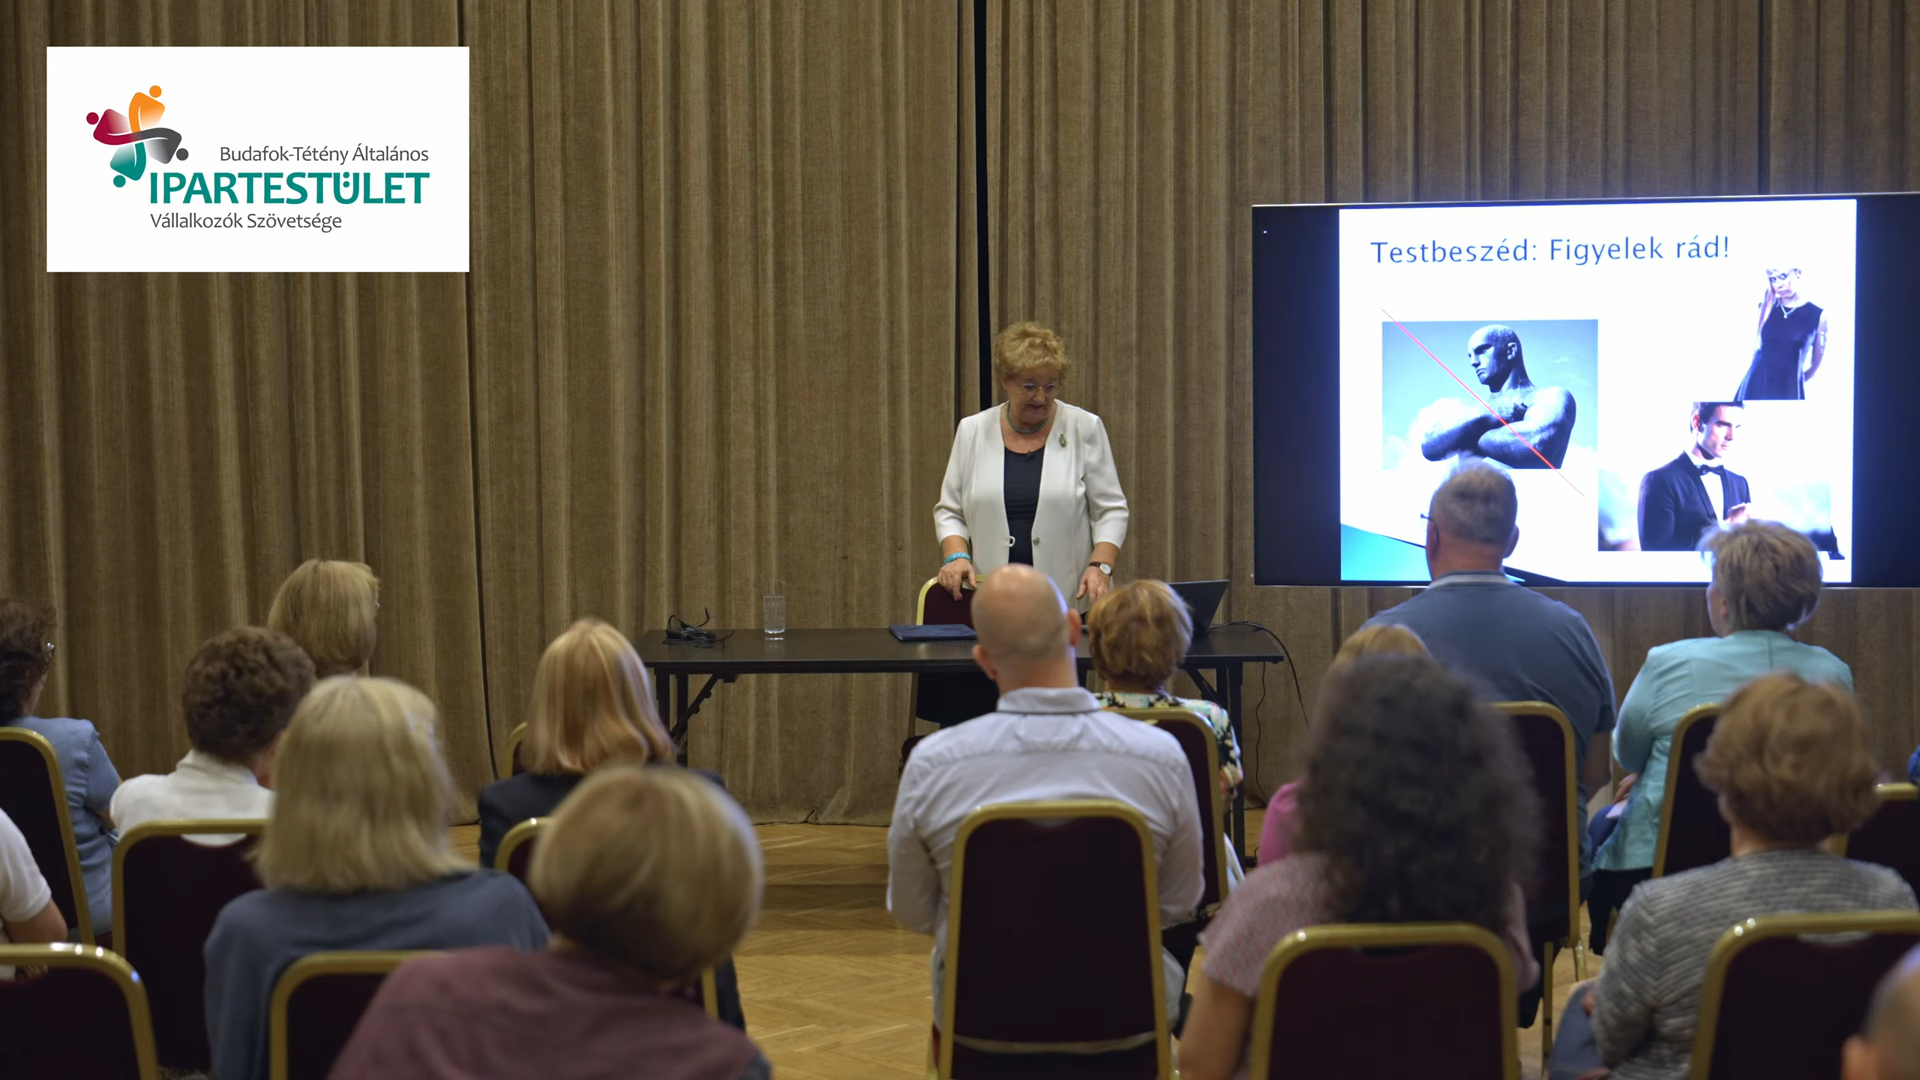 Budafok-Tétény Általános
IPARTESTÜLET
Vállalkozók Szövetsége
Testbeszéd: Figyelek rád!